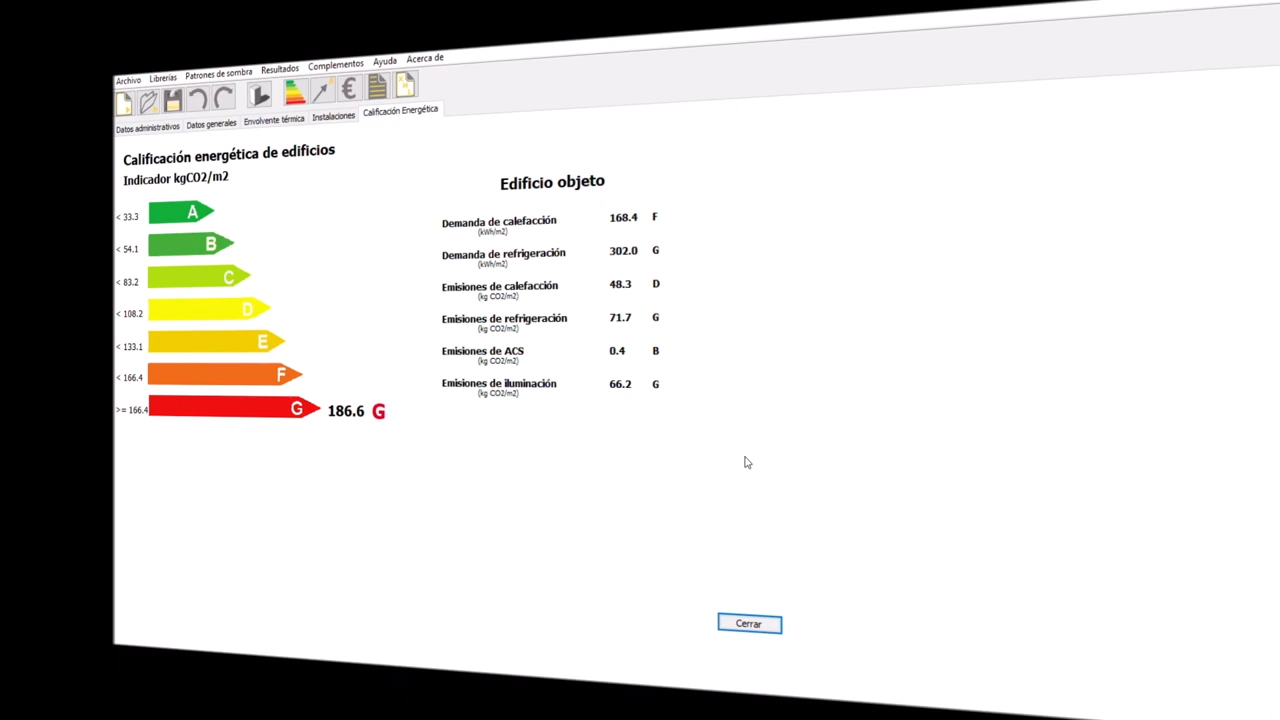 Archivo Librerías Patrones de sombra Resultados Complementos Ayuda Acerca de
Datos administrativos Datos generales Envolvente térmica Instalaciones Calificación Energética
Calificación energética de edificios
Indicador kgCO2/m2
Edificio objeto
< 33.3 A
< 54.1 B
< 83.2 C
< 108.2 D
< 133.1 E
< 166.4 F
>= 166.4 G 186.6 G
Demanda de calefacción 168.4 F
(kWh/m2)
Demanda de refrigeración 302.0 G
(kWh/m2)
Emisiones de calefacción 48.3 D
(kg CO2/m2)
Emisiones de refrigeración 71.7 G
(kg CO2/m2)
Emisiones de ACS 0.4 B
(kg CO2/m2)
Emisiones de iluminación 66.2 G
(kg CO2/m2)
Cerrar